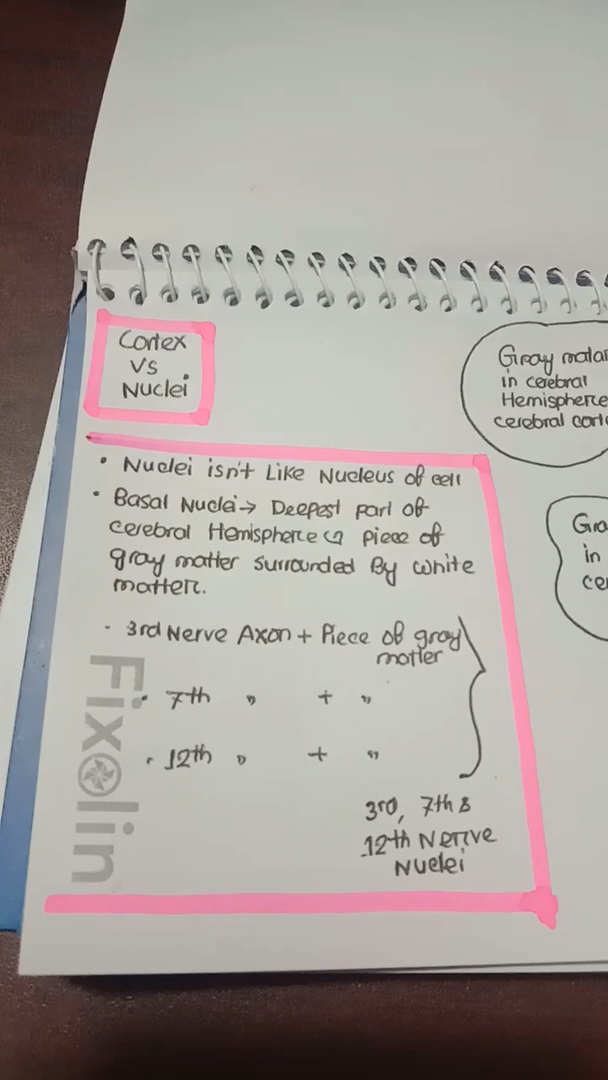 Cortex
vs
Nuclei
• Nuclei isn't Like Nucleus of cell
• Basal Nuclei → Deepest part of
cerebral Hemisphere
piece of
gray matter surrounded By white
matter.
- 3rd Nerve Axon + Piece of gray
matter
• 7th " + "
• 12th " + "
3rd, 7th &
12th Nerve
Nuclei
Gray
in cerebral
Hemisphere
cerebral
in
Fixolin